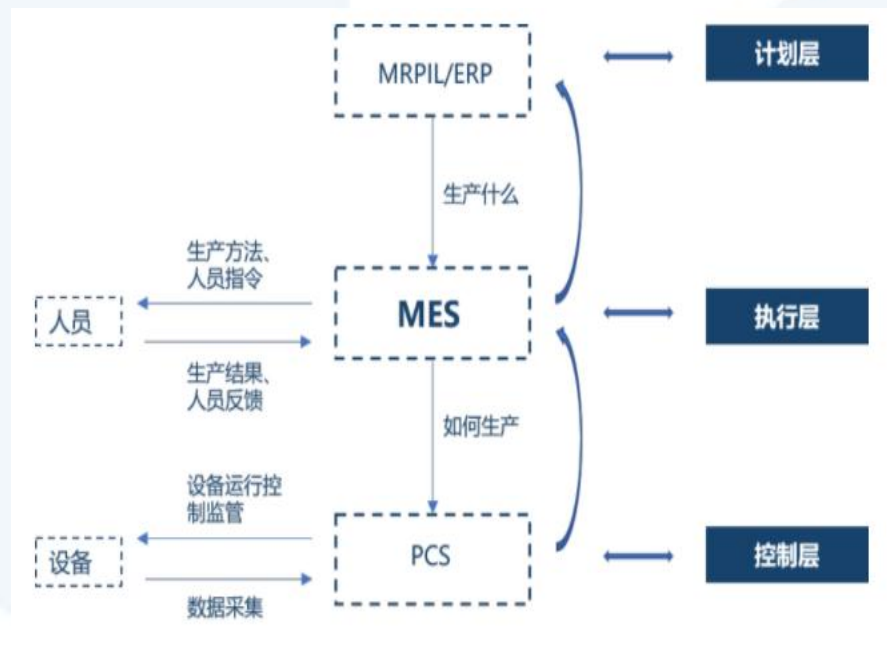 MRPIL/ERP
计划层
生产什么
生产方法、
人员指令
人员
MES
执行层
生产结果、
人员反馈
如何生产
设备运行控
制监管
设备
PCS
控制层
数据采集